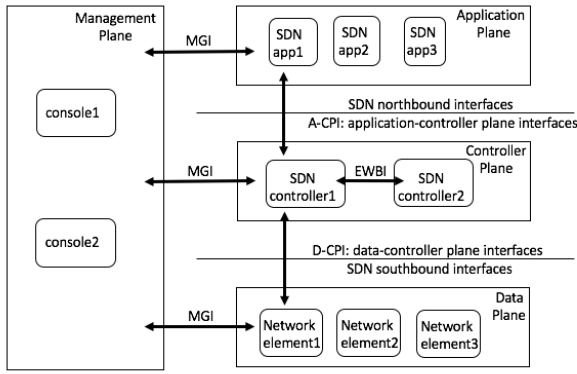 Management
Plane
console1
console2
MGI
MGI
MGI
Application
Plane
SDN
app1
SDN
app2
SDN
app3
SDN northbound interfaces
A-CPI: application-controller plane interfaces
Controller
Plane
SDN
controller1
EWBI
SDN
controller2
D-CPI: data-controller plane interfaces
SDN southbound interfaces
Data
Plane
Network
element1
Network
element2
Network
element3